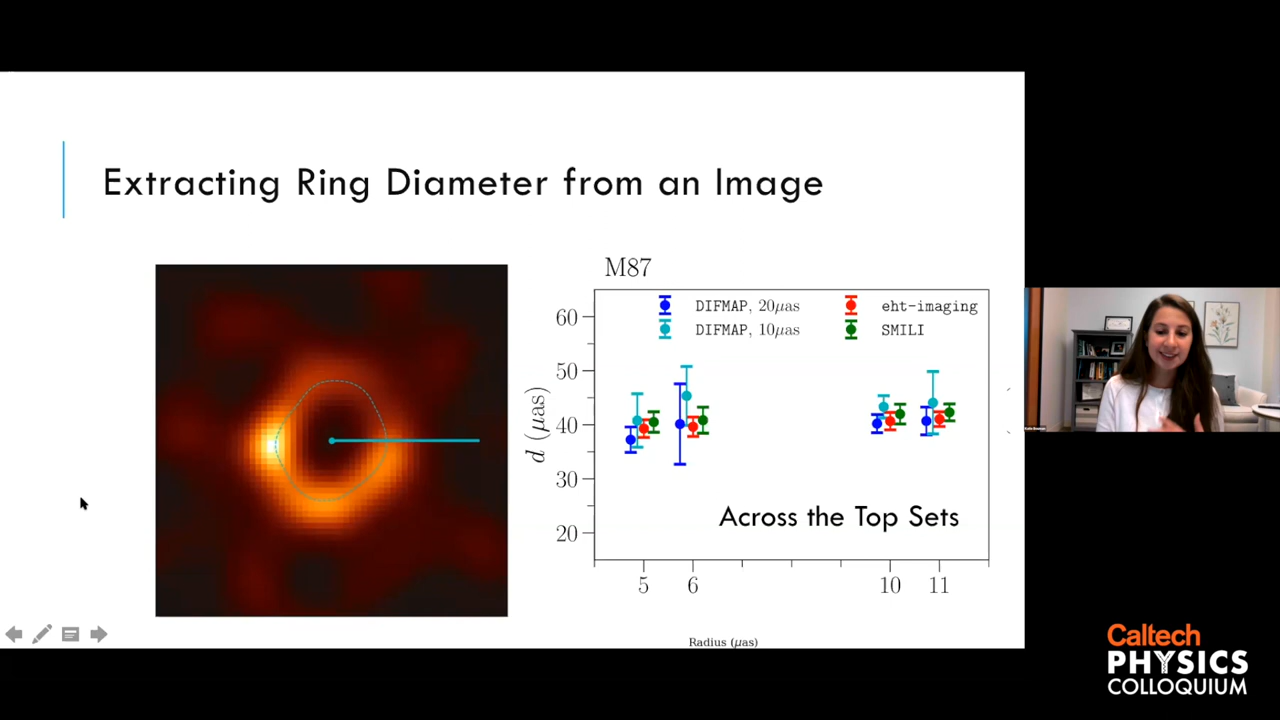 Extracting Ring Diameter from an Image
M87
DIFMAP, 20μas
eht-imaging
DIFMAP, 10μas
SMILI
60
50
40
30
20
d (μas)
Across the Top Sets
5
6
10
11
Radius (μas)
Caltech
PHYSICS
COLLOQUIUM